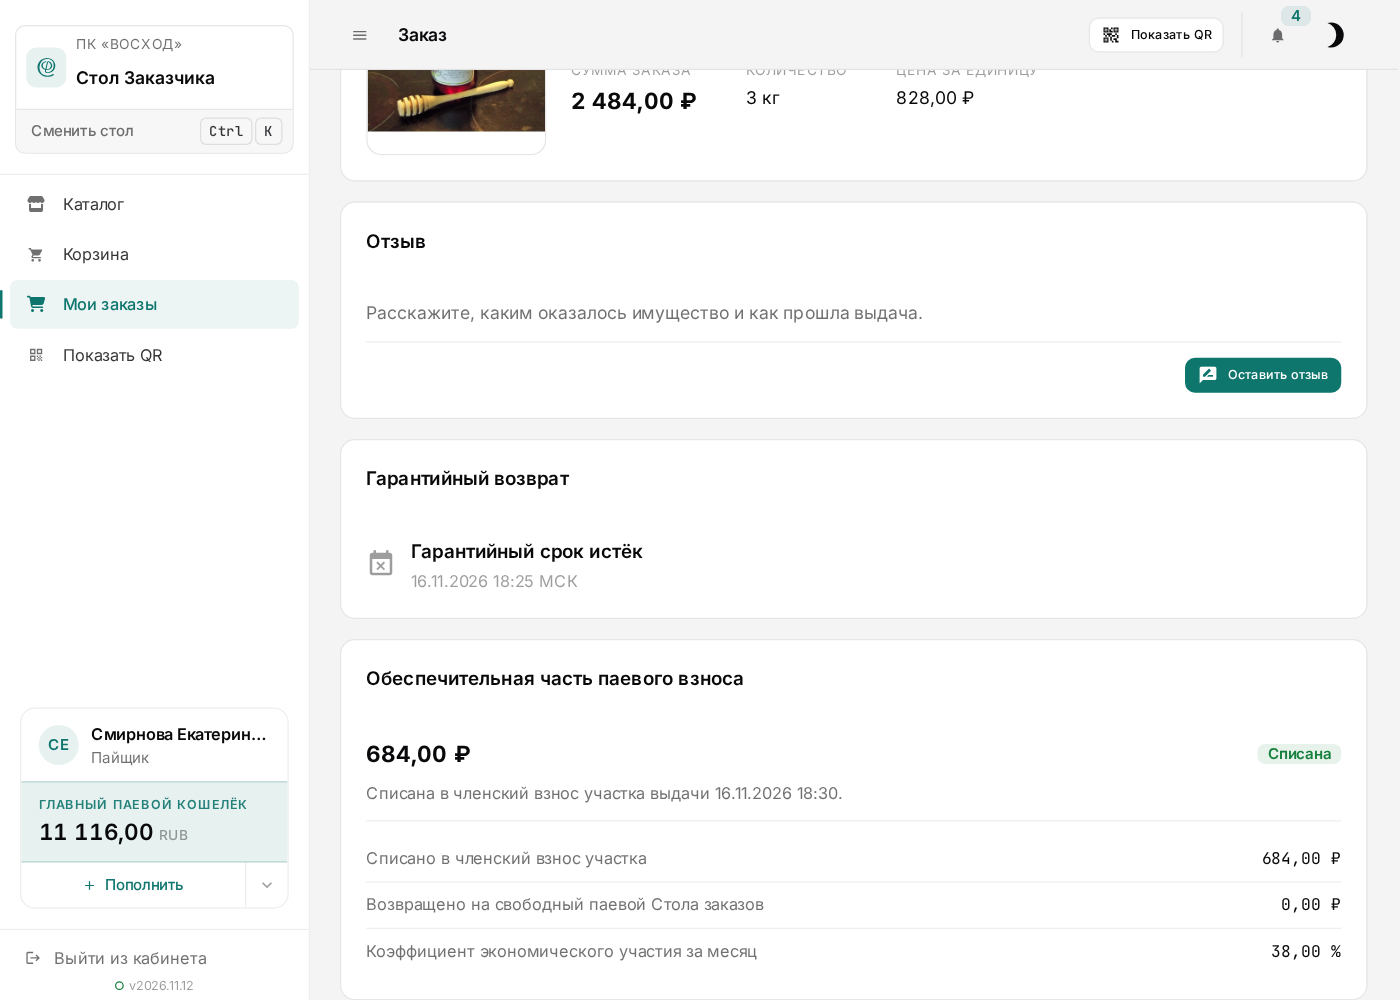 ПК «ВОСХОД»
Стол Заказчика
Сменить стол
Ctrl K
Каталог
Корзина
Мои заказы
Показать QR
Смирнова Екатерин...
СЕ
Пайщик
ГЛАВНЫЙ ПАЕВОЙ КОШЕЛЁК
11 116,00 RUB
+ Пополнить
Выйти из кабинета
v2026.11.12
Заказ
Показать QR
4
СУММА ЗАКАЗА
КОЛИЧЕСТВО
ЦЕНА ЗА ЕДИНИЦУ
2 484,00 ₽
3 кг
828,00 ₽
Отзыв
Расскажите, каким оказалось имущество и как прошла выдача.
Оставить отзыв
Гарантийный возврат
Гарантийный срок истёк
16.11.2026 18:25 МСК
Обеспечительная часть паевого взноса
684,00 ₽
Списана
Списана в членский взнос участка выдачи 16.11.2026 18:30.
Списано в членский взнос участка
684,00 ₽
Возвращено на свободный паевой Стола заказов
0,00 ₽
Коэффициент экономического участия за месяц
38,00 %